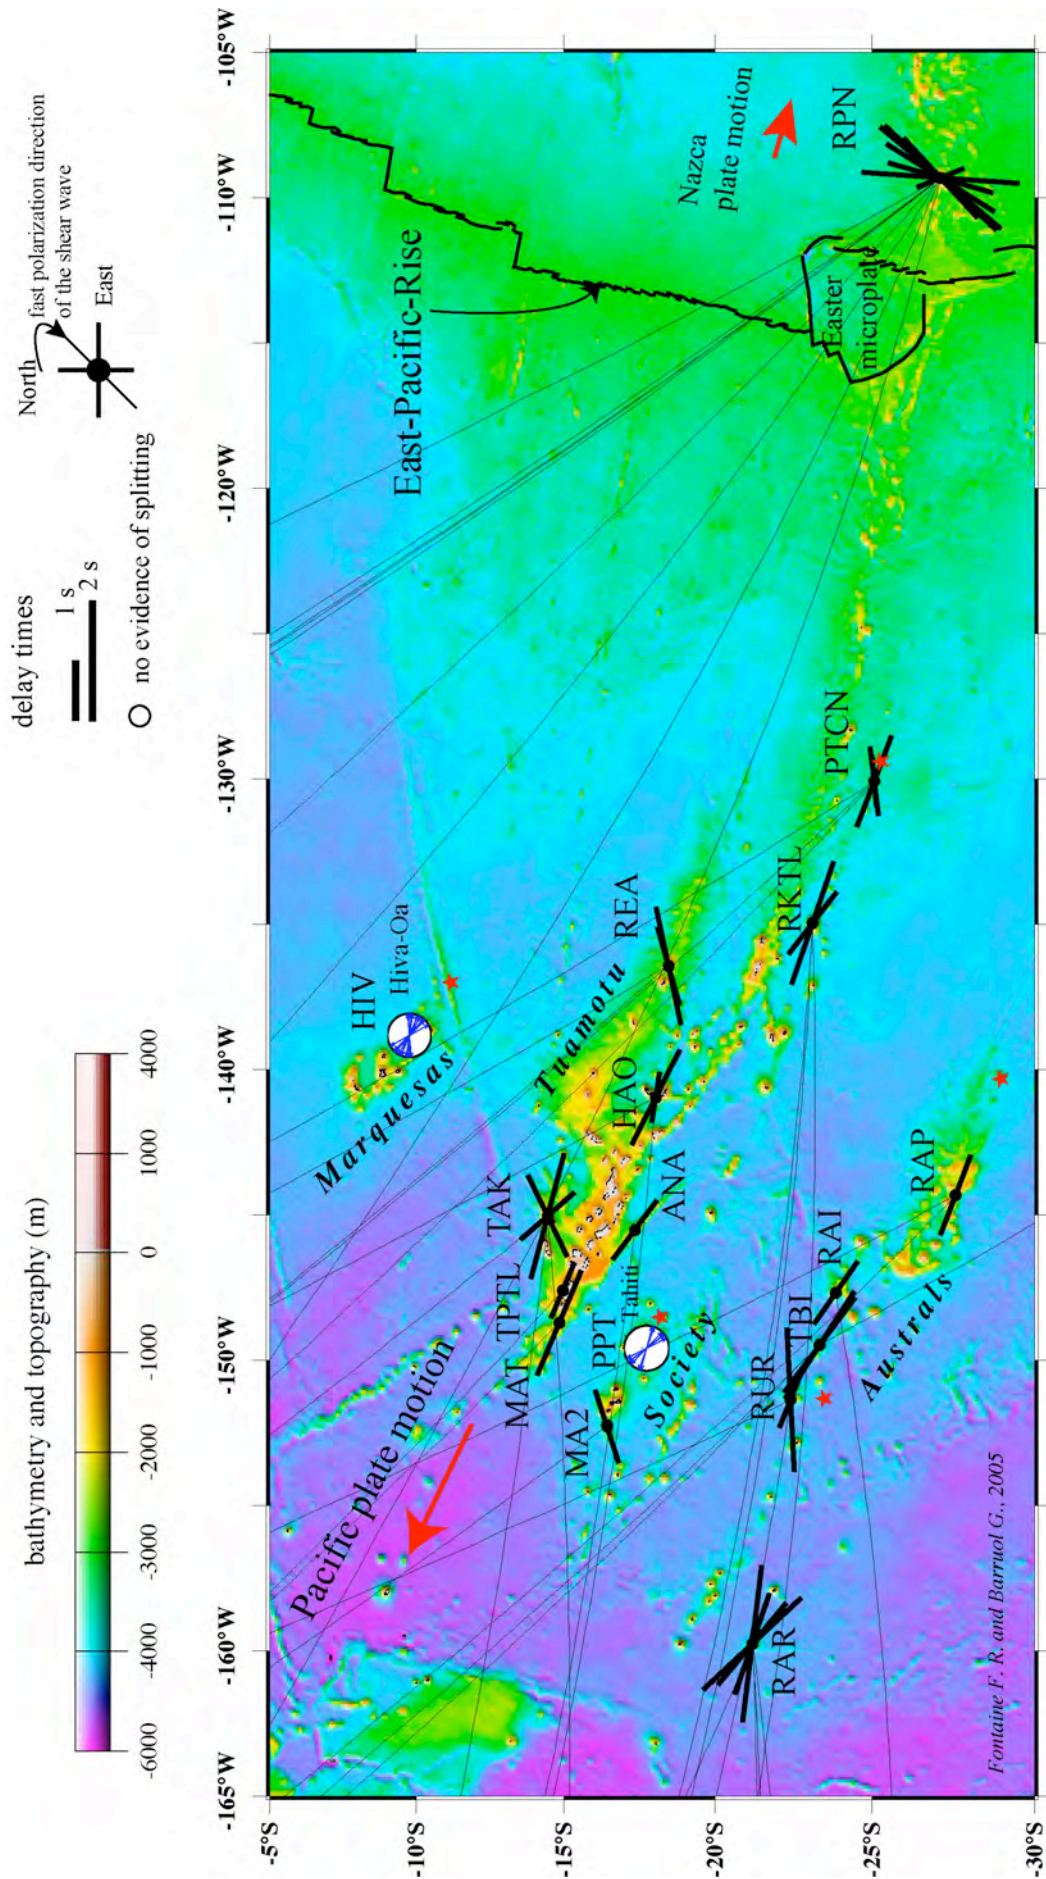 bathymetry and topography (m)
-6000
-4000
-3000
-2000
-1000
0
1000
4000
delay times
1 s
2 s
no evidence of splitting
North
fast polarization direction
of the shear wave
East
-165°W
-160°W
-150°W
-140°W
-130°W
-120°W
-110°W
-105°W
-5°S
-10°S
-15°S
-20°S
-25°S
-30°S
Pacific plate motion
Marquesas
HIV
Hiva-Oa
East-Pacific-Rise
Nazca
plate motion
MAT
TPTL
TAK
Tuamotu
HAO
REA
MA2
PPT
Tahiti
ANA
Society
RKTL
PTCN
Easter
microplate
RPN
RAR
RUR
TBI
RAI
RAP
Australs
Fontaine F. R. and Barruol G., 2005